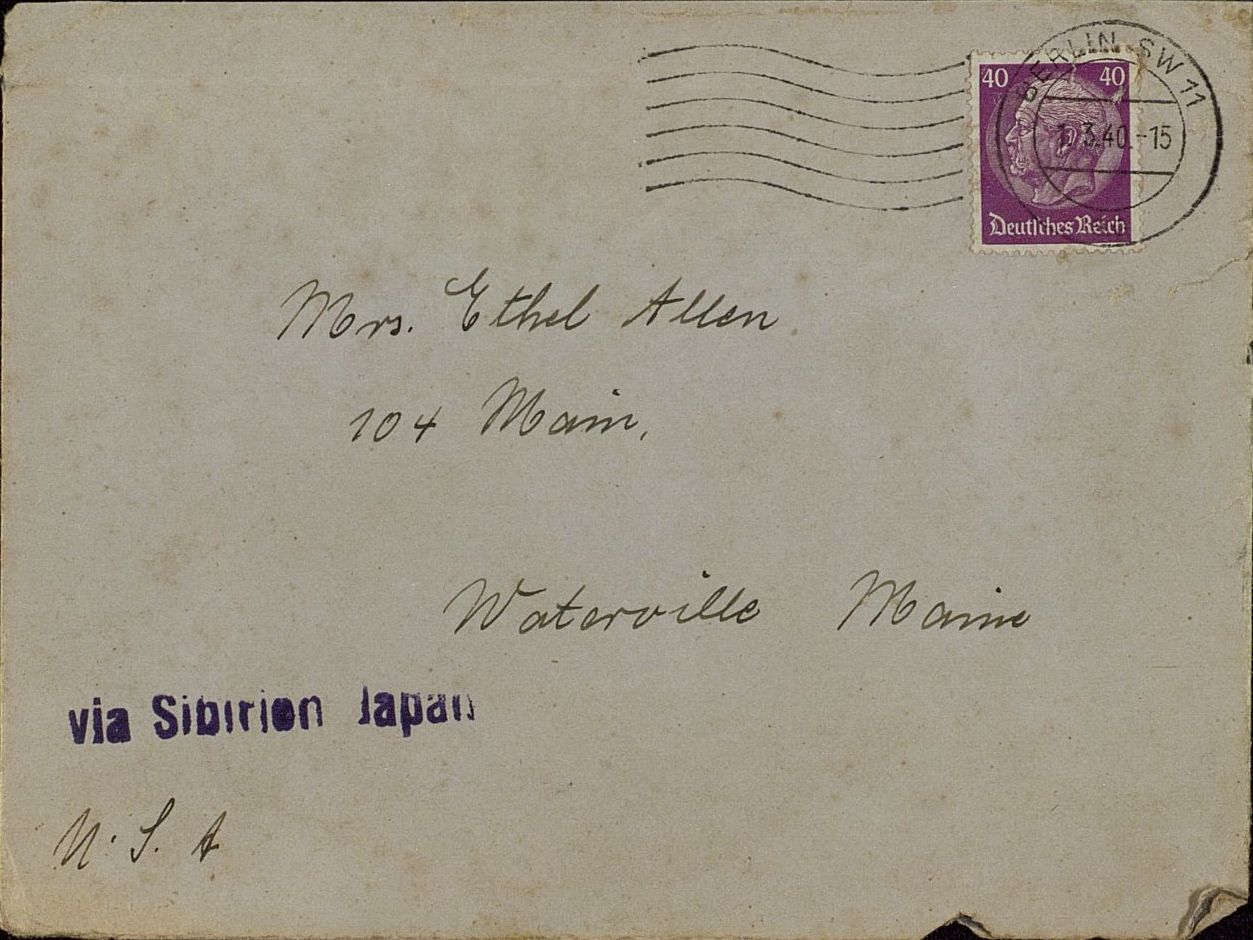 BERLIN SW 11
40 40
3.40.-15
Deutsches Reich
Mrs. Ethel Allen
104 Main,
Waterville Maine
via Sibirien Japan
U. S. A